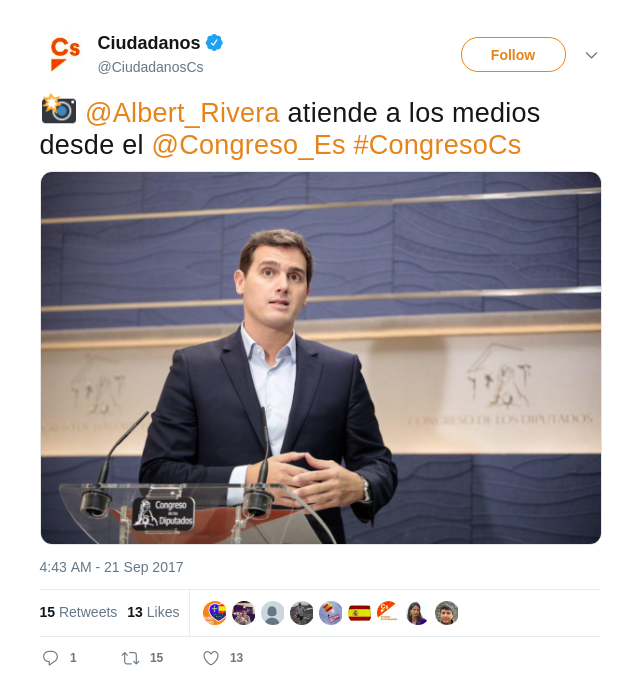 Cs
Ciudadanos
@CiudadanosCs
Follow
@Albert_Rivera atiende a los medios
desde el @Congreso_Es #CongresoCs
CONGRESO DE LOS DIPUTADOS
Congreso
de los
Diputados
4:43 AM - 21 Sep 2017
15 Retweets 13 Likes
1 15 13